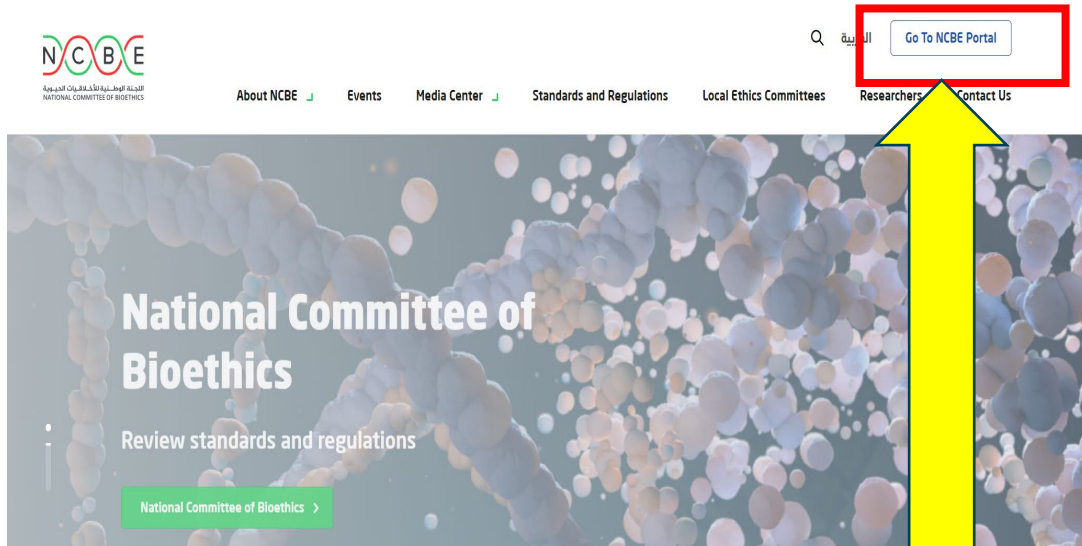 العربية
Go To NCBE Portal
NCBE
اللجنة الوطنية للأخلاقيات الحيوية
NATIONAL COMMITTEE OF BIOETHICS
About NCBE
Events
Media Center
Standards and Regulations
Local Ethics Committees
Researchers
Contact Us
National Committee of
Bioethics
Review standards and regulations
National Committee of Bioethics >